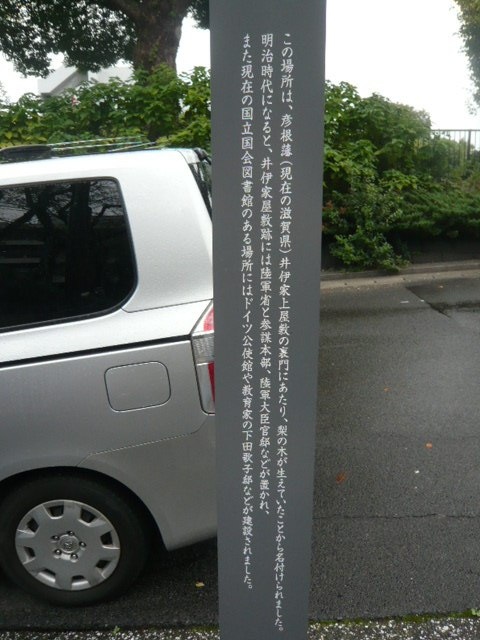 この場所は、彦根藩(現在の滋賀県)井伊家上屋敷の裏門にあたり、梨の木が生えていたことから名付けられました。
明治時代になると、井伊家屋敷跡には陸軍省と参謀本部、陸軍大臣官邸などが置かれ、
また現在の国立国会図書館のある場所にはドイツ公使館や教育家の下田歌子邸などが建設されました。